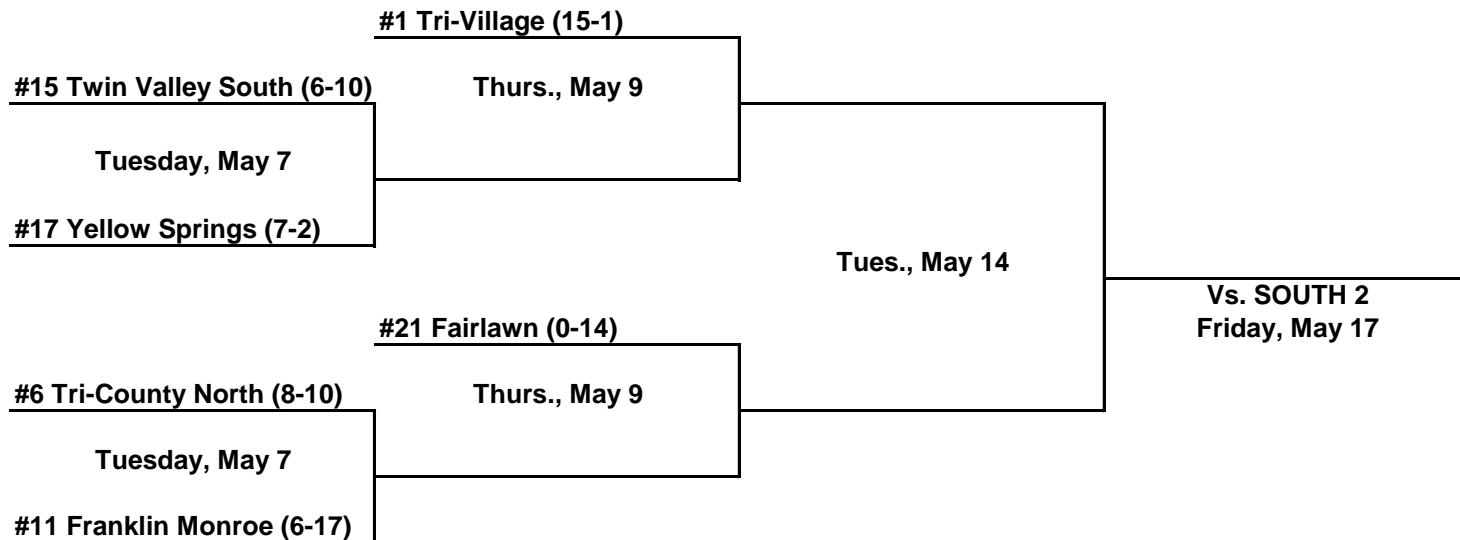 #1 Tri-Village (15-1)
#15 Twin Valley South (6-10)
Thurs., May 9
Tuesday, May 7
#17 Yellow Springs (7-2)
Tues., May 14
Vs. SOUTH 2
Friday, May 17
#21 Fairlawn (0-14)
#6 Tri-County North (8-10)
Thurs., May 9
Tuesday, May 7
#11 Franklin Monroe (6-17)